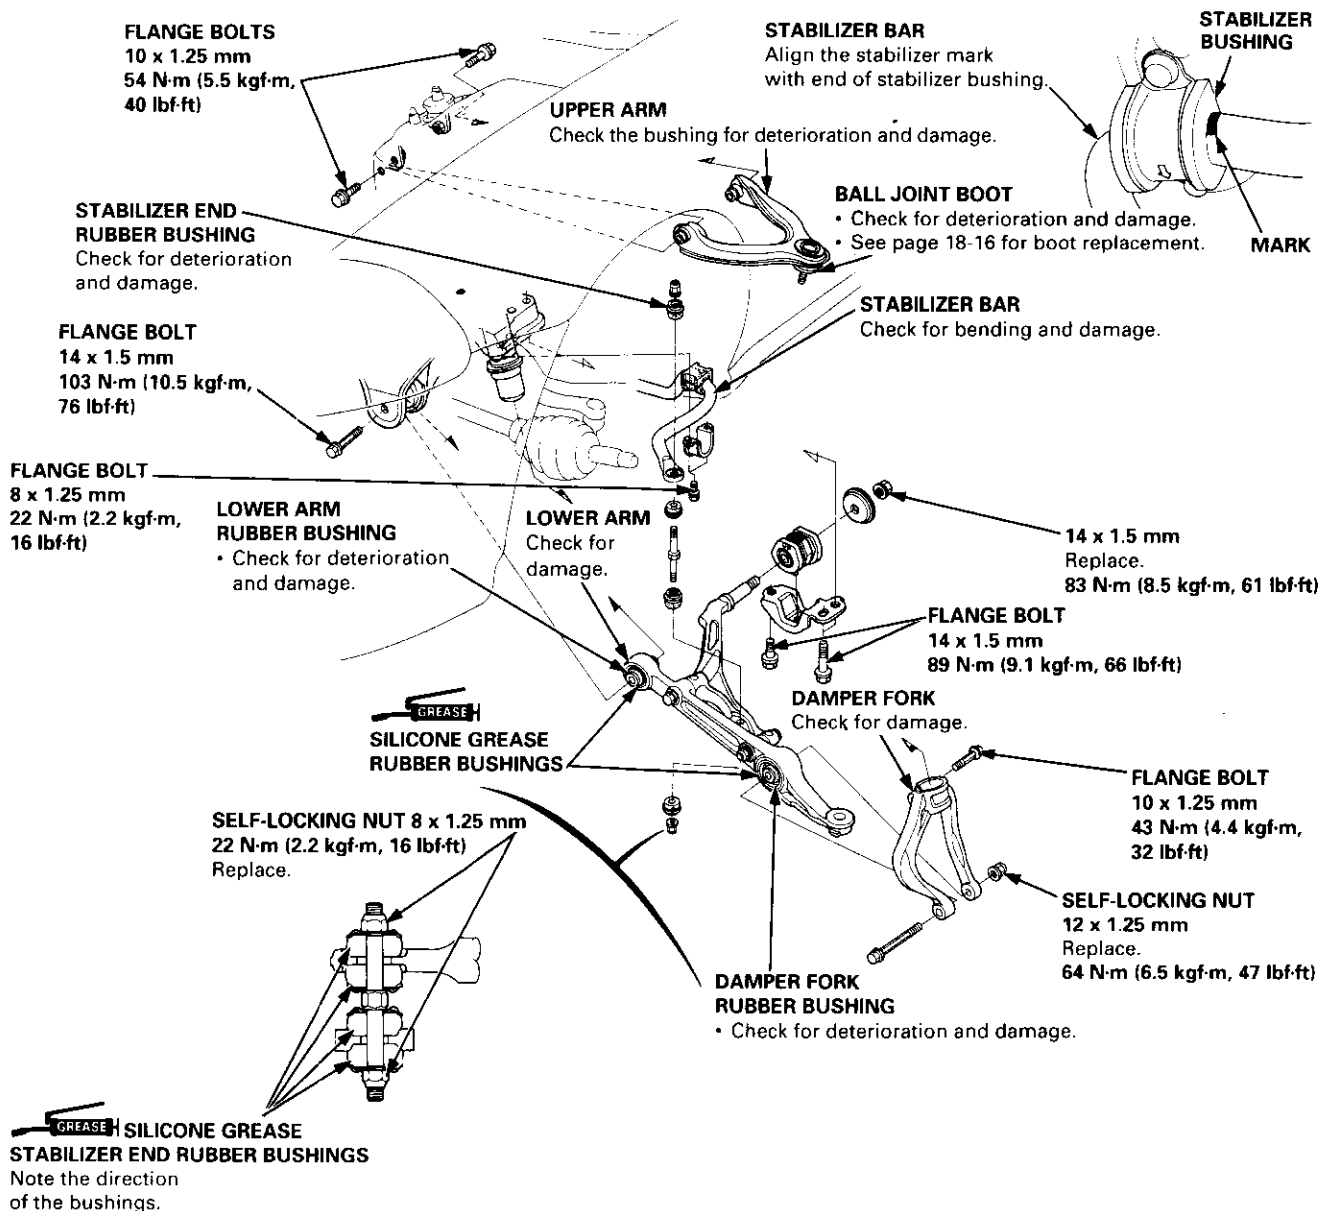 FLANGE BOLTS
10 x 1.25 mm
54 N·m (5.5 kgf·m,
40 lbf·ft)
STABILIZER BAR
Align the stabilizer mark
with end of stabilizer bushing.
STABILIZER
BUSHING
MARK
UPPER ARM
Check the bushing for deterioration and damage.
BALL JOINT BOOT
• Check for deterioration and damage.
• See page 18-16 for boot replacement.
STABILIZER END
RUBBER BUSHING
Check for deterioration
and damage.
STABILIZER BAR
Check for bending and damage.
FLANGE BOLT
14 x 1.5 mm
103 N·m (10.5 kgf·m,
76 lbf·ft)
FLANGE BOLT
8 x 1.25 mm
22 N·m (2.2 kgf·m,
16 lbf·ft)
LOWER ARM
RUBBER BUSHING
• Check for deterioration
and damage.
LOWER ARM
Check for
damage.
14 x 1.5 mm
Replace.
83 N·m (8.5 kgf·m, 61 lbf·ft)
FLANGE BOLT
14 x 1.5 mm
89 N·m (9.1 kgf·m, 66 lbf·ft)
GREASE
SILICONE GREASE
RUBBER BUSHINGS
DAMPER FORK
Check for damage.
FLANGE BOLT
10 x 1.25 mm
43 N·m (4.4 kgf·m,
32 lbf·ft)
SELF-LOCKING NUT 8 x 1.25 mm
22 N·m (2.2 kgf·m, 16 lbf·ft)
Replace.
SELF-LOCKING NUT
12 x 1.25 mm
Replace.
64 N·m (6.5 kgf·m, 47 lbf·ft)
DAMPER FORK
RUBBER BUSHING
• Check for deterioration and damage.
GREASE SILICONE GREASE
STABILIZER END RUBBER BUSHINGS
Note the direction
of the bushings.